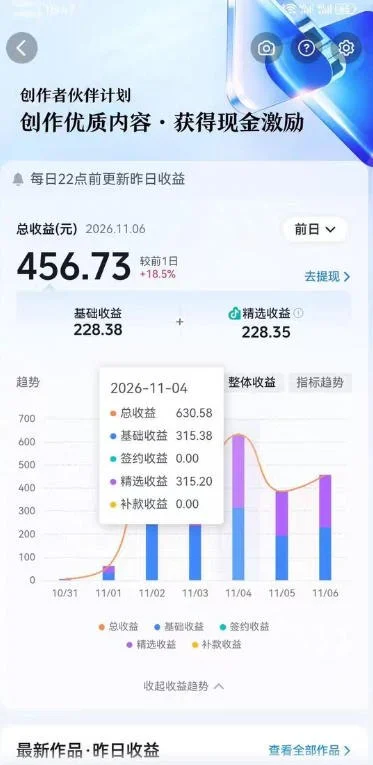 创作者伙伴计划
创作优质内容·获得现金激励
每日22点前更新昨日收益
总收益(元) 2026.11.06
前日
456.73
较前1日
+18.5%
去提现
基础收益
228.38
+
精选收益
228.35
趋势
整体收益 指标趋势
2026-11-04
总收益 630.58
基础收益 315.38
签约收益 0.00
精选收益 315.20
补款收益 0.00
700
600
500
400
300
200
100
0
10/31 11/01 11/02 11/03 11/04 11/05 11/06
总收益 基础收益 签约收益
精选收益 补款收益
收起收益趋势
最新作品·昨日收益
查看全部作品